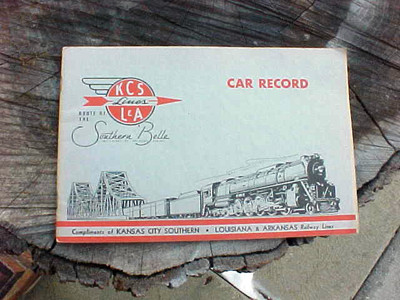 KCS
Lines
L&A
ROUTE OF
THE
Southern Belle
CAR RECORD
Compliments of KANSAS CITY SOUTHERN • LOUISIANA & ARKANSAS Railway Lines